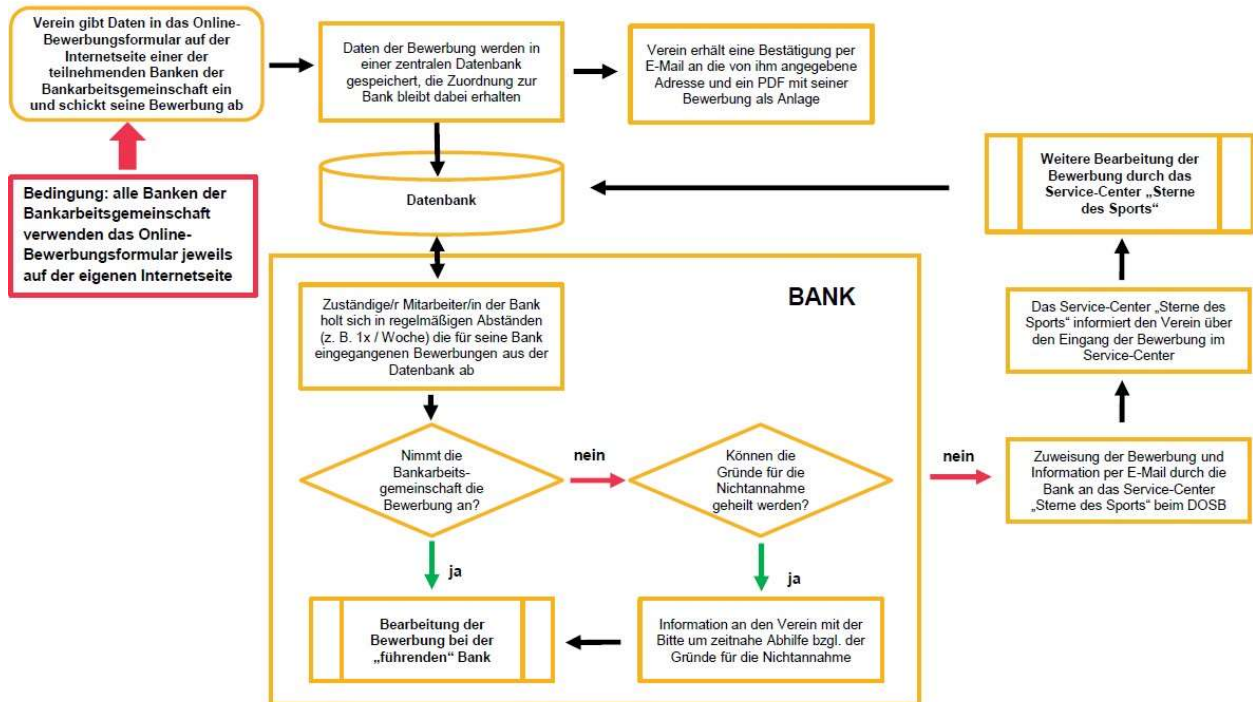 Verein gibt Daten in das Online-
Bewerbungsformular auf der
Internetseite einer der
teilnehmenden Banken der
Bankarbeitsgemeinschaft ein
und schickt seine Bewerbung ab
Daten der Bewerbung werden in
einer zentralen Datenbank
gespeichert, die Zuordnung zur
Bank bleibt dabei erhalten
Verein erhält eine Bestätigung per
E-Mail an die von ihm angegebene
Adresse und ein PDF mit seiner
Bewerbung als Anlage
Bedingung: alle Banken der
Bankarbeitsgemeinschaft
verwenden das Online-
Bewerbungsformular jeweils
auf der eigenen Internetseite
Datenbank
Weitere Bearbeitung der
Bewerbung durch das
Service-Center „Sterne
des Sports“
BANK
Zuständige/r Mitarbeiter/in der Bank
holt sich in regelmäßigen Abständen
(z. B. 1x / Woche) die für seine Bank
eingegangenen Bewerbungen aus der
Datenbank ab
Das Service-Center „Sterne des
Sports“ informiert den Verein über
den Eingang der Bewerbung im
Service-Center
Nimmt die
Bankarbeits-
gemeinschaft die
Bewerbung an?
nein
Können die
Gründe für die
Nichtannahme
geheilt werden?
nein
Zuweisung der Bewerbung und
Information per E-Mail durch die
Bank an das Service-Center
„Sterne des Sports“ beim DOSB
ja
ja
Bearbeitung der
Bewerbung bei der
„führenden“ Bank
Information an den Verein mit der
Bitte um zeitnahe Abhilfe bzgl. der
Gründe für die Nichtannahme